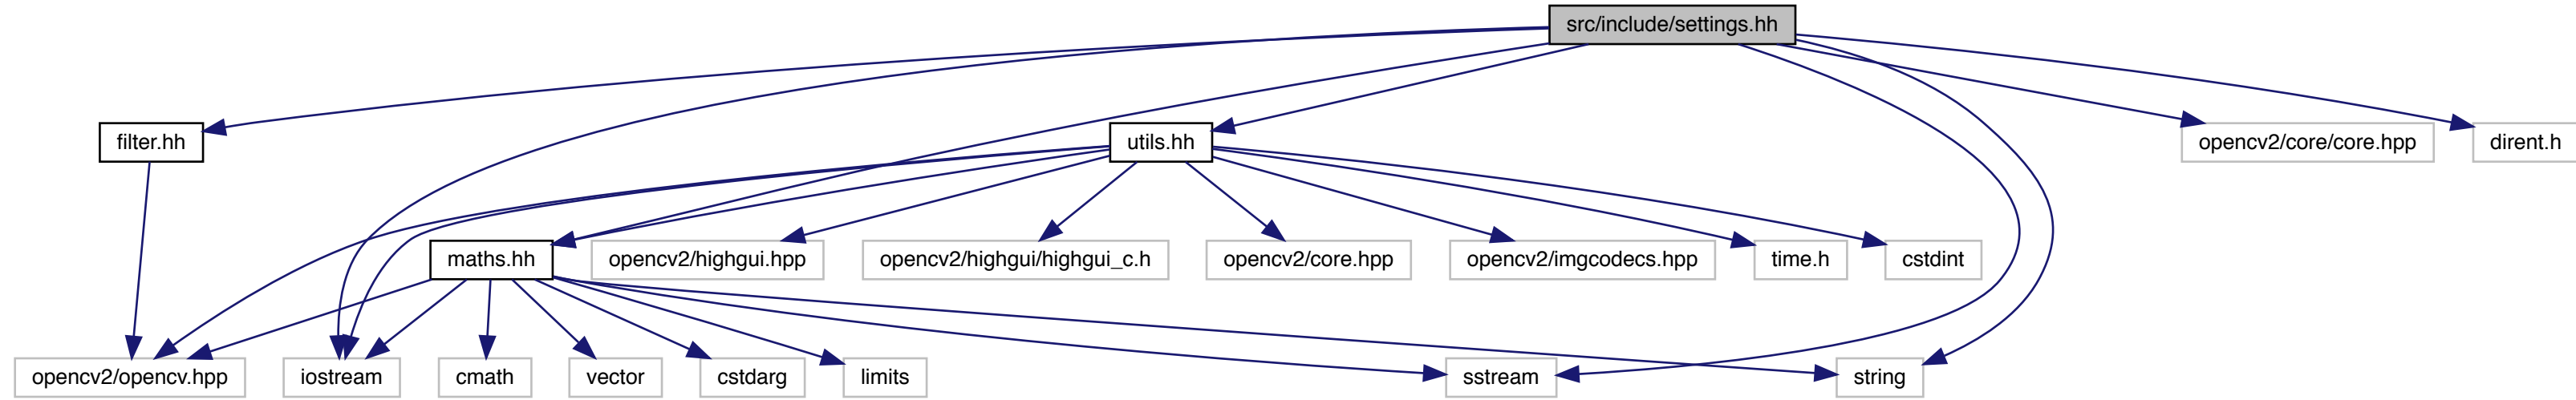 src/include/settings.hh
filter.hh
utils.hh
opencv2/core/core.hpp
dirent.h
maths.hh
opencv2/highgui.hpp
opencv2/highgui/highgui_c.h
opencv2/core.hpp
opencv2/imgcodecs.hpp
time.h
cstdint
opencv2/opencv.hpp
iostream
cmath
vector
cstdarg
limits
sstream
string